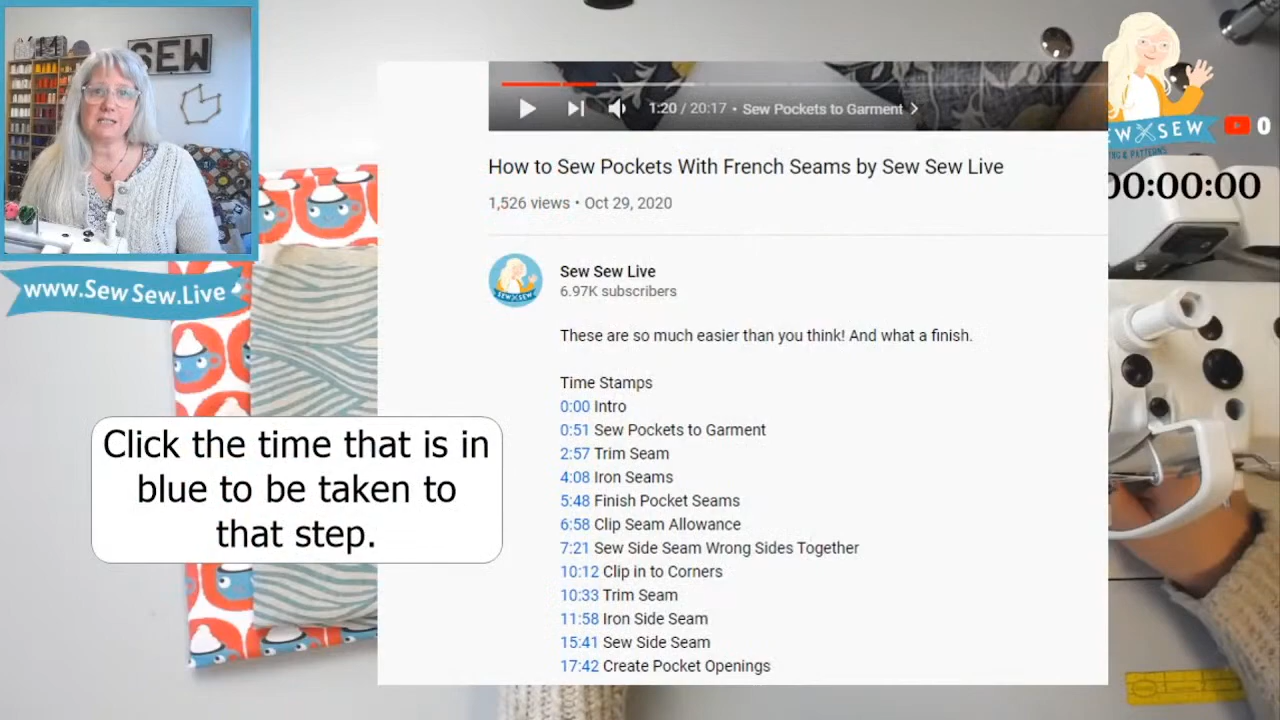 SEW
www.SewSew.Live
1:20 / 20:17 • Sew Pockets to Garment >
How to Sew Pockets With French Seams by Sew Sew Live
1,526 views • Oct 29, 2020
Sew Sew Live
6.97K subscribers
SEW SEW
These are so much easier than you think! And what a finish.
Time Stamps
0:00 Intro
0:51 Sew Pockets to Garment
2:57 Trim Seam
4:08 Iron Seams
5:48 Finish Pocket Seams
6:58 Clip Seam Allowance
7:21 Sew Side Seam Wrong Sides Together
10:12 Clip in to Corners
10:33 Trim Seam
11:58 Iron Side Seam
15:41 Sew Side Seam
17:42 Create Pocket Openings
Click the time that is in
blue to be taken to
that step.
EW SEW
0
& PATTERNS
00:00:00